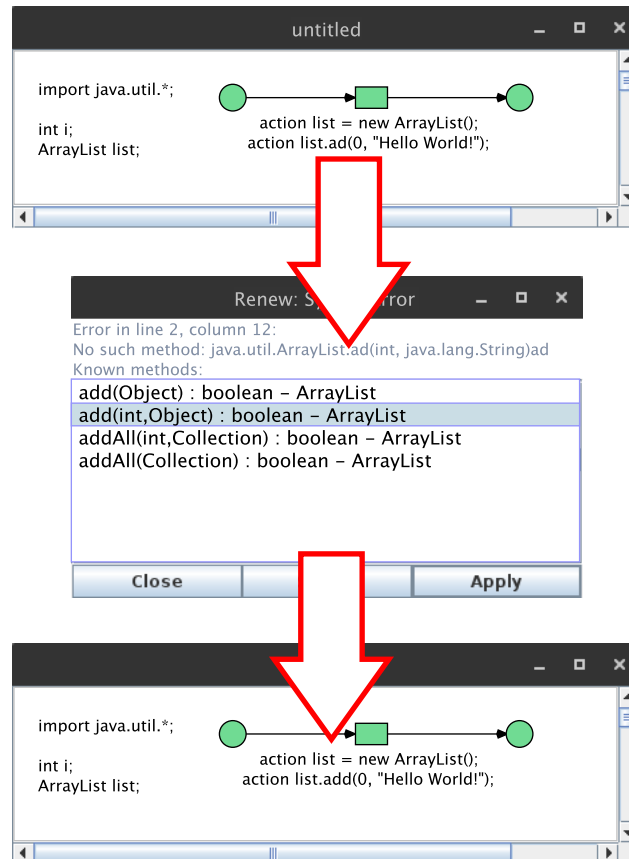 untitled
import java.util.*;
int i;
ArrayList list;
action list = new ArrayList();
action list.ad(0, "Hello World!");
Renew: S
rror
Error in line 2, column 12:
No such method: java.util.ArrayList.ad(int, java.lang.String)ad
Known methods:
add(Object) : boolean – ArrayList
add(int,Object) : boolean – ArrayList
addAll(int,Collection) : boolean – ArrayList
addAll(Collection) : boolean – ArrayList
Close
Apply
import java.util.*;
int i;
ArrayList list;
action list = new ArrayList();
action list.add(0, "Hello World!");